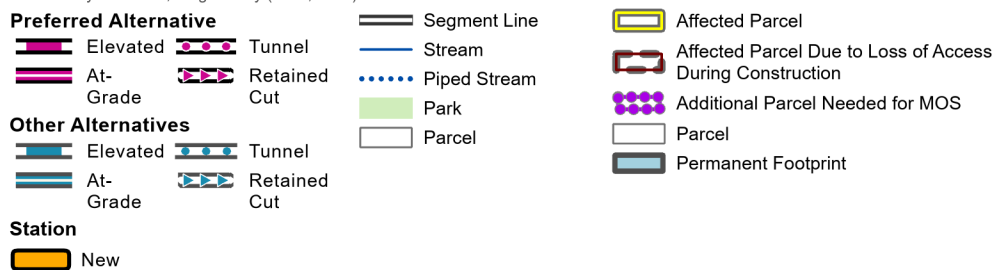 Preferred Alternative
Elevated
Tunnel
At-
Grade
Retained
Cut
Other Alternatives
Elevated
Tunnel
At-
Grade
Retained
Cut
Station
New
Segment Line
Stream
Piped Stream
Park
Parcel
Affected Parcel
Affected Parcel Due to Loss of Access
During Construction
Additional Parcel Needed for MOS
Parcel
Permanent Footprint